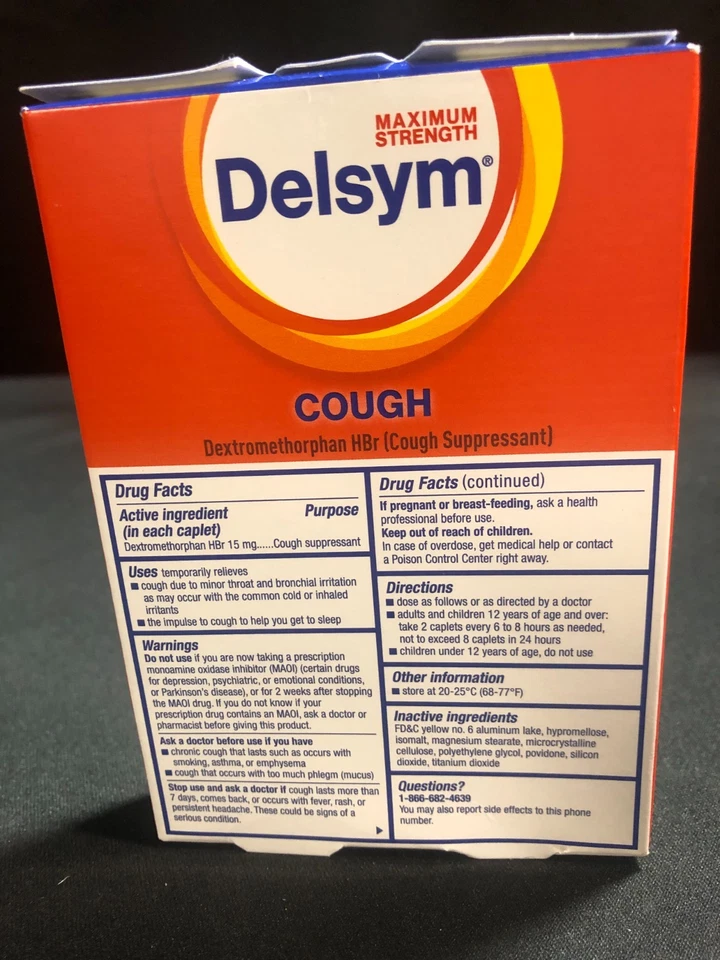 MAXIMUM
STRENGTH
Delsym®
COUGH
Dextromethorphan HBr (Cough Suppressant)
Drug Facts
Active ingredient Purpose
(in each caplet)
Dextromethorphan HBr 15 mg......Cough suppressant
Uses temporarily relieves
■ cough due to minor throat and bronchial irritation
as may occur with the common cold or inhaled
irritants
■ the impulse to cough to help you get to sleep
Warnings
Do not use if you are now taking a prescription
monoamine oxidase inhibitor (MAOI) (certain drugs
for depression, psychiatric, or emotional conditions,
or Parkinson's disease), or for 2 weeks after stopping
the MAOI drug. If you do not know if your
prescription drug contains an MAOI, ask a doctor or
pharmacist before giving this product.
Ask a doctor before use if you have
■ chronic cough that lasts such as occurs with
smoking, asthma, or emphysema
■ cough that occurs with too much phlegm (mucus)
Stop use and ask a doctor if cough lasts more than
7 days, comes back, or occurs with fever, rash, or
persistent headache. These could be signs of a
serious condition.
Drug Facts (continued)
If pregnant or breast-feeding, ask a health
professional before use.
Keep out of reach of children.
In case of overdose, get medical help or contact
a Poison Control Center right away.
Directions
■ dose as follows or as directed by a doctor
■ adults and children 12 years of age and over:
take 2 caplets every 6 to 8 hours as needed,
not to exceed 8 caplets in 24 hours
■ children under 12 years of age, do not use
Other information
■ store at 20-25°C (68-77°F)
Inactive ingredients
FD&C yellow no. 6 aluminum lake, hypromellose,
isomalt, magnesium stearate, microcrystalline
cellulose, polyethylene glycol, povidone, silicon
dioxide, titanium dioxide
Questions?
1-866-682-4639
You may also report side effects to this phone
number.